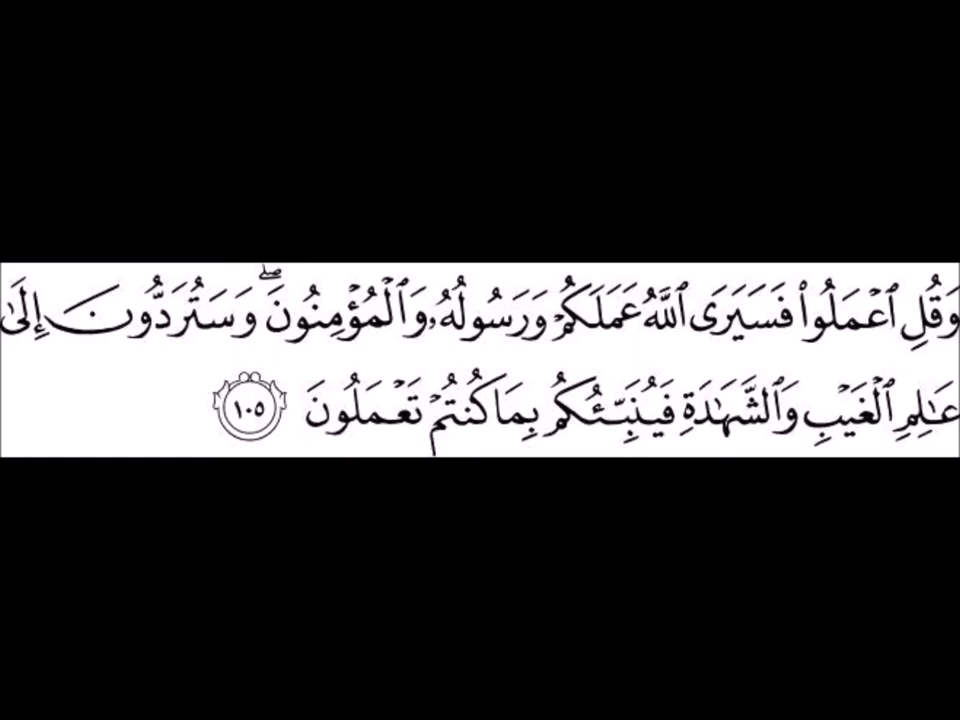 وَقُلِ ٱعۡمَلُواْ فَسَيَرَى ٱللَّهُ عَمَلَكُمۡ وَرَسُولُهُۥ وَٱلۡمُؤۡمِنُونَۖ وَسَتُرَدُّونَ إِلَىٰ
عَٰلِمِ ٱلۡغَيۡبِ وَٱلشَّهَٰدَةِ فَيُنَبِّئُكُم بِمَا كُنتُمۡ تَعۡمَلُونَ ١٠٥